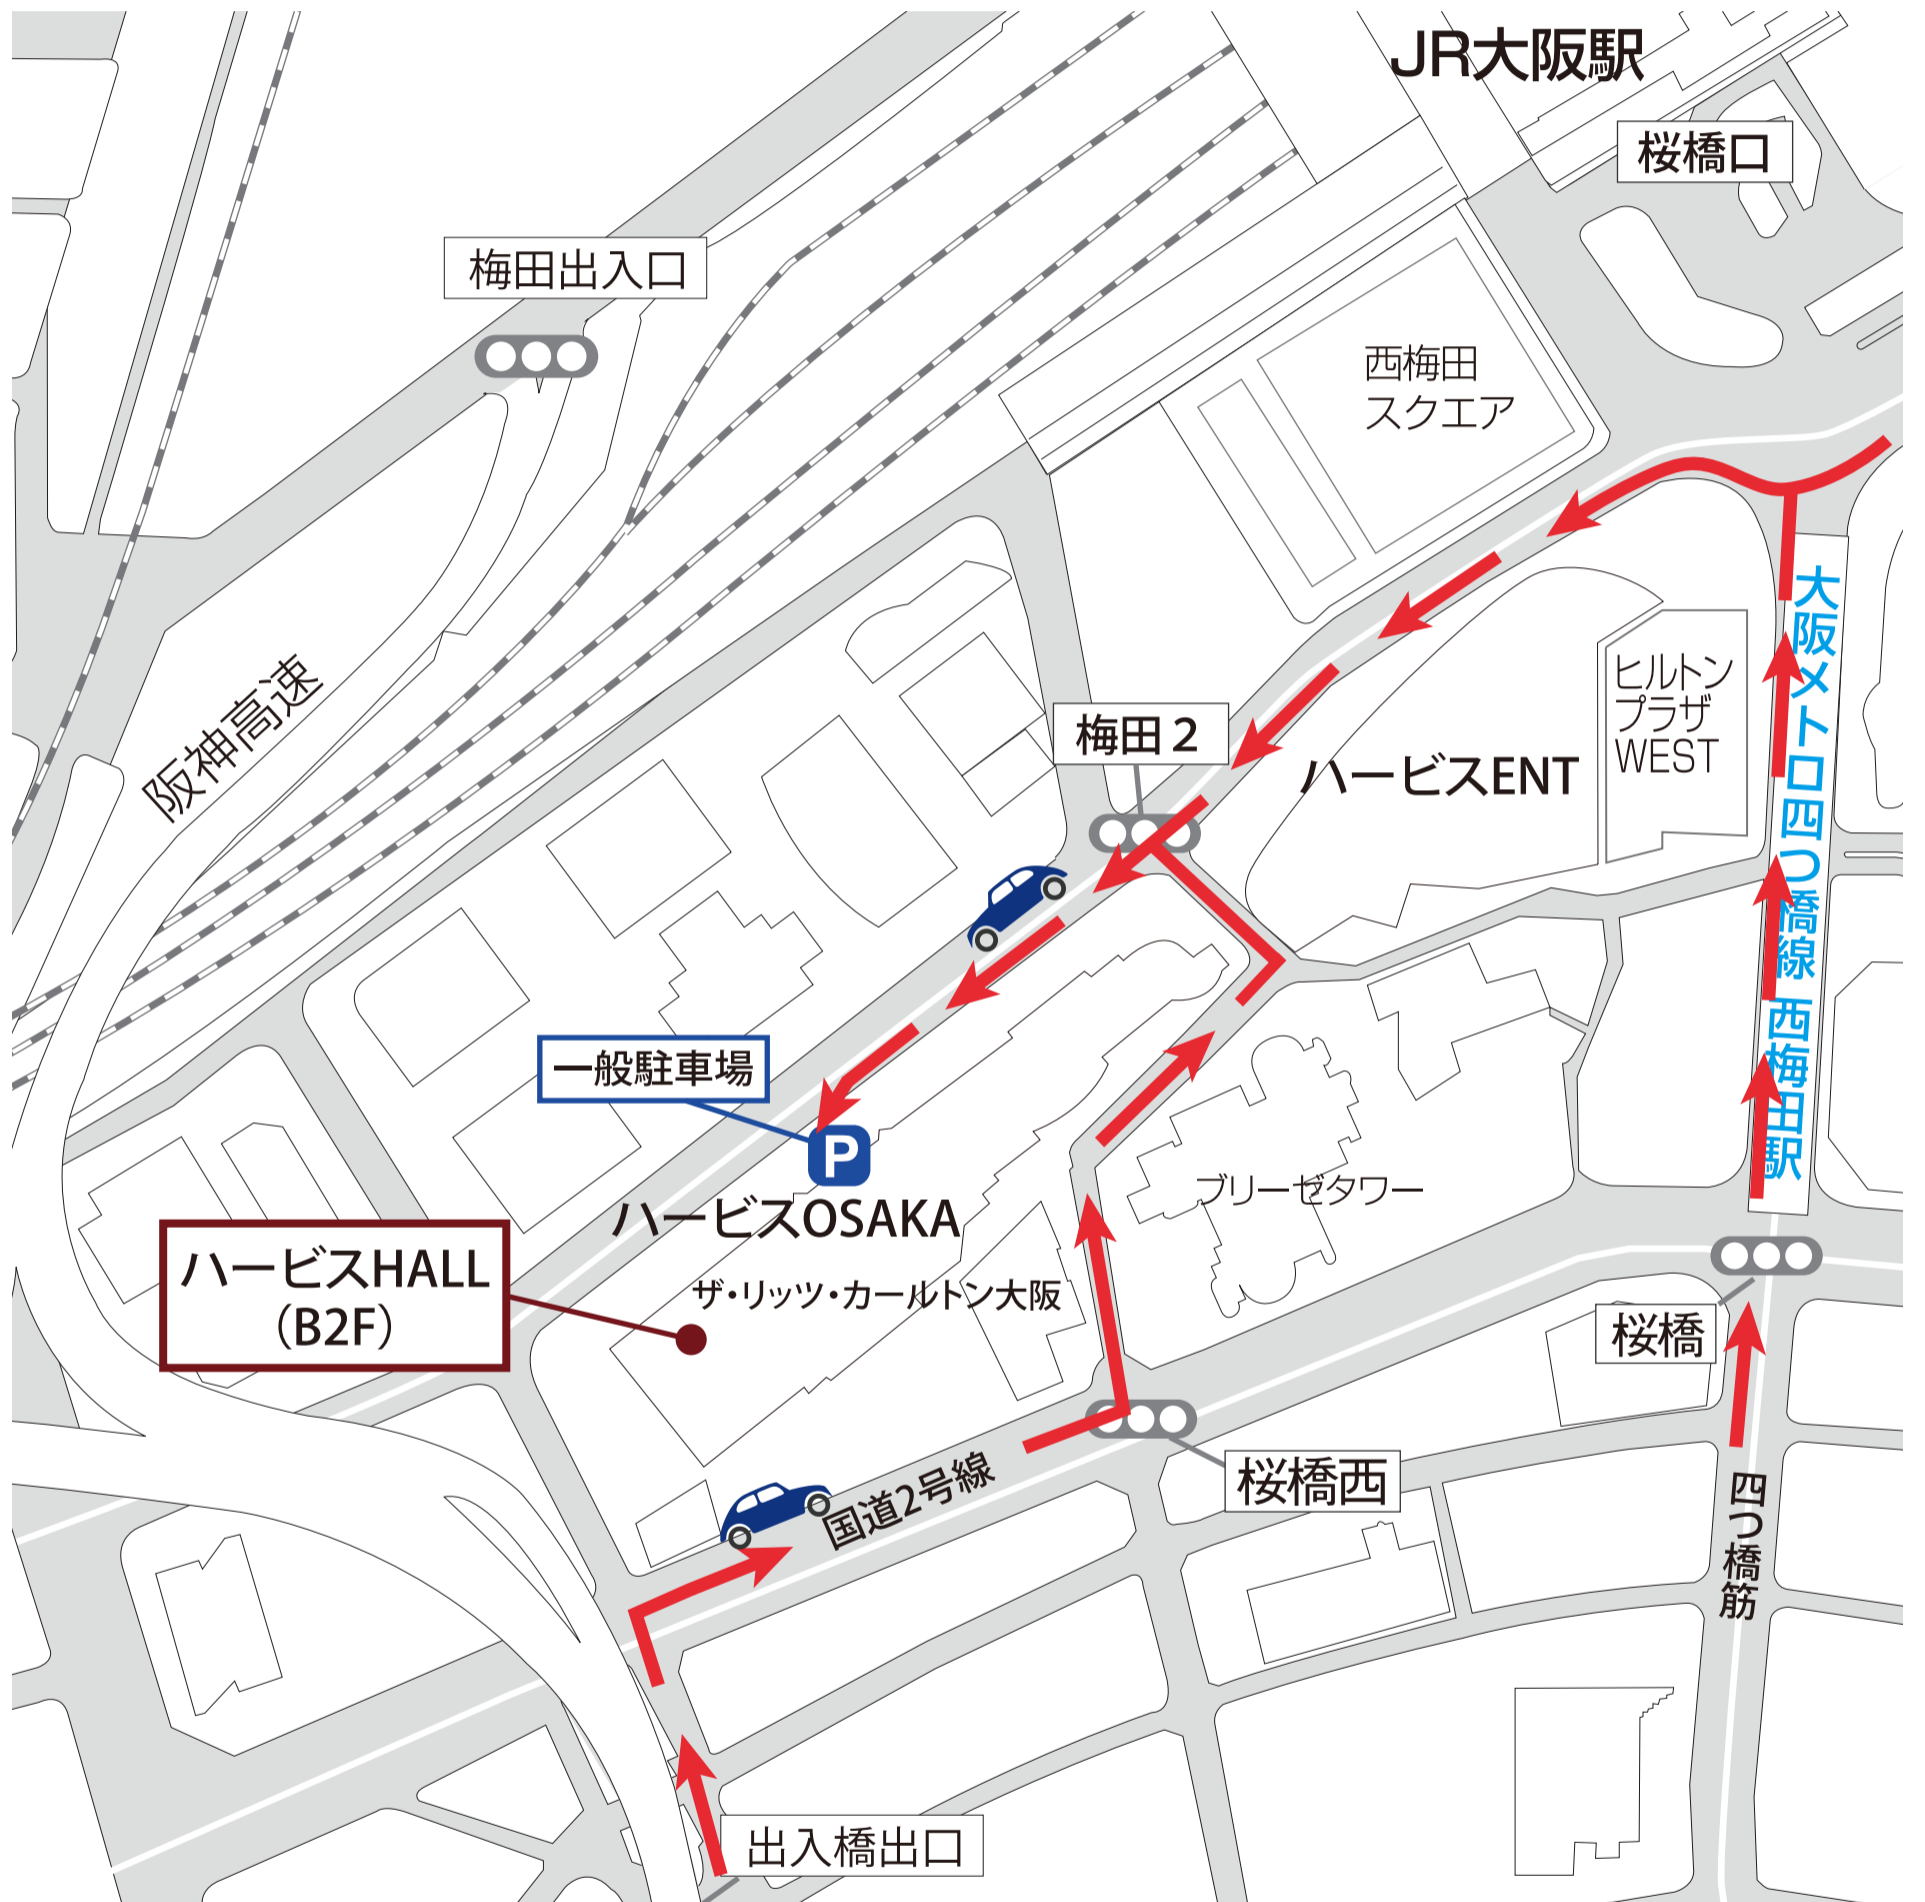 JR大阪駅
桜橋口
梅田出入口
西梅田
スクエア
阪神高速
大阪メトロ四つ橋線 西梅田駅
ヒルトン
プラザ
WEST
梅田2
ハービスENT
一般駐車場
P
ブリーゼタワー
ハービスOSAKA
ハービスHALL
(B2F)
ザ・リッツ・カールトン大阪
桜橋
桜橋西
国道2号線
四つ橋筋
出入橋出口